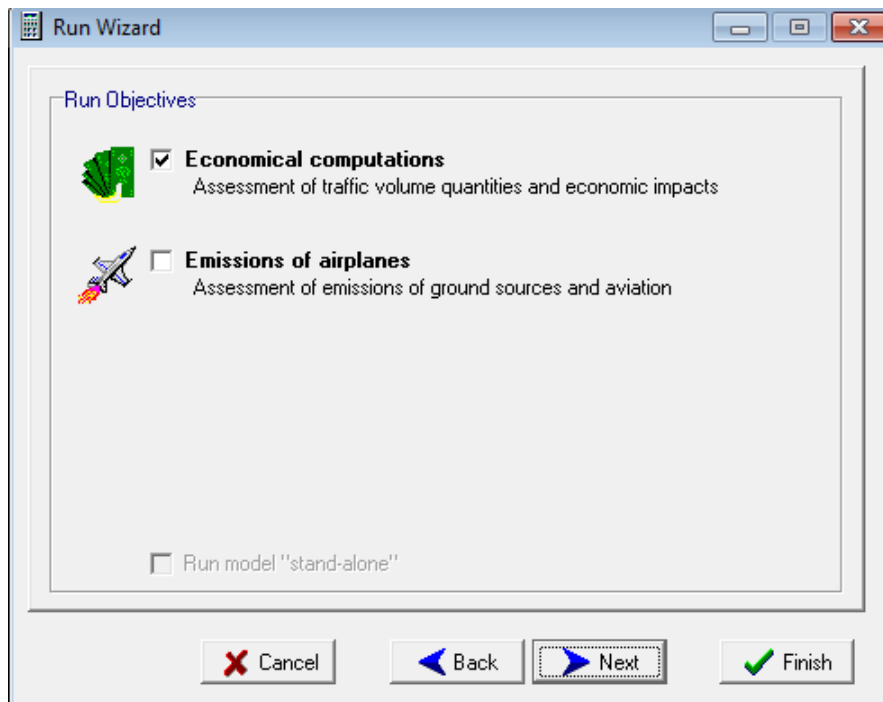 Run Wizard
Run Objectives
Economical computations
Assessment of traffic volume quantities and economic impacts
Emissions of airplanes
Assessment of emissions of ground sources and aviation
Run model "stand-alone"
Cancel
Back
Next
Finish